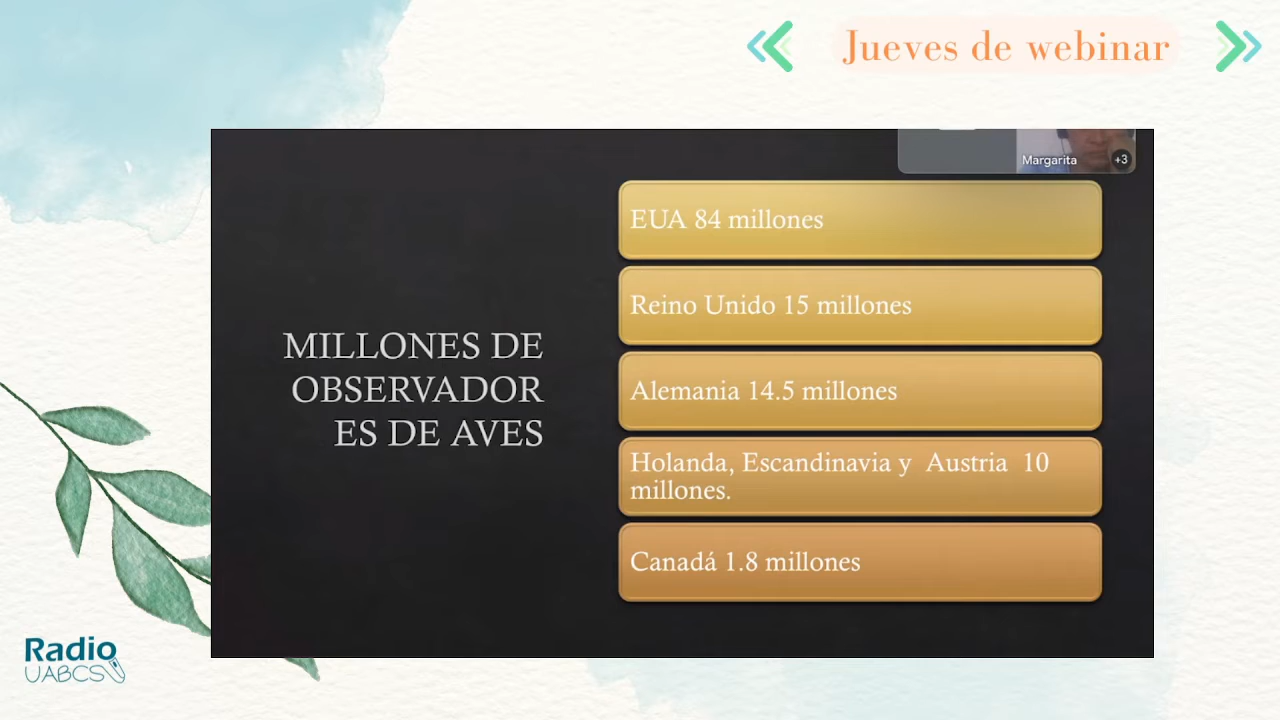 Jueves de webinar
Margarita
+3
MILLONES DE
OBSERVADOR
ES DE AVES
EUA 84 millones
Reino Unido 15 millones
Alemania 14.5 millones
Holanda, Escandinavia y Austria 10
millones.
Canadá 1.8 millones
Radio
UABCS